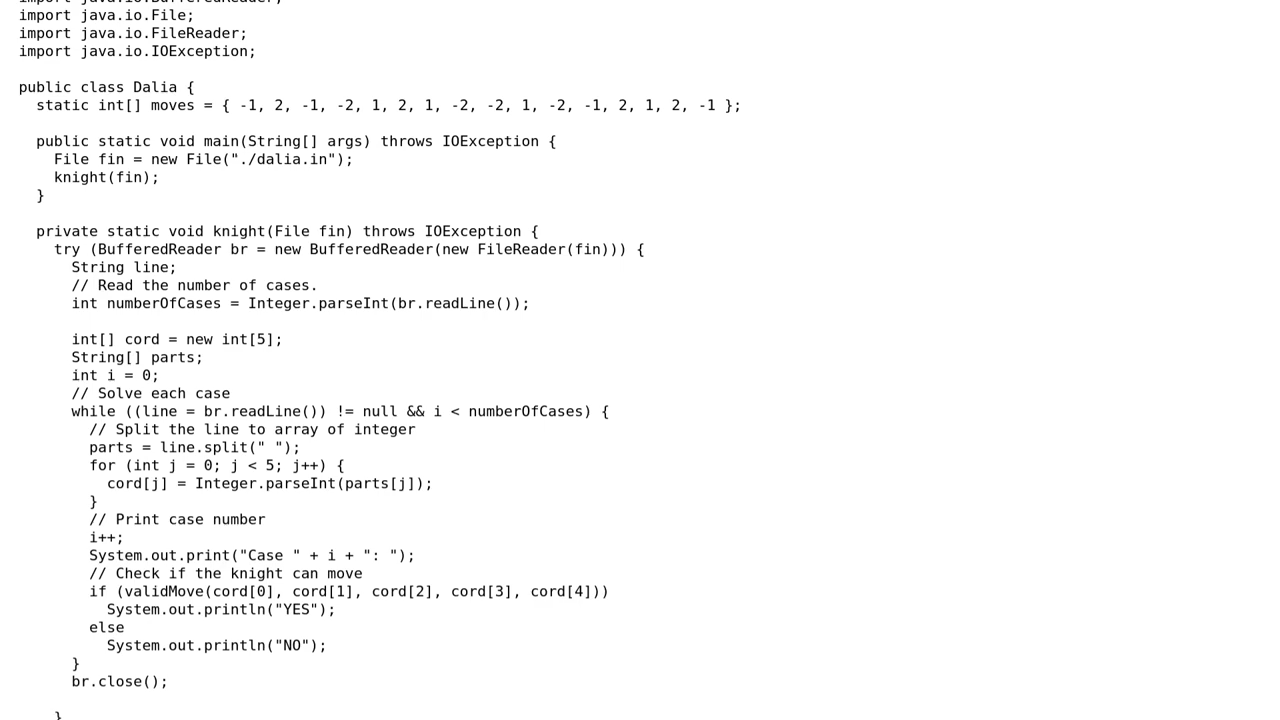 import java.io.BufferedReader;
import java.io.File;
import java.io.FileReader;
import java.io.IOException;
public class Dalia {
static int[] moves = { -1, 2, -1, -2, 1, 2, 1, -2, -2, 1, -2, -1, 2, 1, 2, -1 };
public static void main(String[] args) throws IOException {
File fin = new File("./dalia.in");
knight(fin);
}
private static void knight(File fin) throws IOException {
try (BufferedReader br = new BufferedReader(new FileReader(fin))) {
String line;
// Read the number of cases.
int numberOfCases = Integer.parseInt(br.readLine());
int[] cord = new int[5];
String[] parts;
int i = 0;
// Solve each case
while ((line = br.readLine()) != null && i < numberOfCases) {
// Split the line to array of integer
parts = line.split(" ");
for (int j = 0; j < 5; j++) {
cord[j] = Integer.parseInt(parts[j]);
}
// Print case number
i++;
System.out.print("Case " + i + ": ");
// Check if the knight can move
if (validMove(cord[0], cord[1], cord[2], cord[3], cord[4]))
System.out.println("YES");
else
System.out.println("NO");
}
br.close();
}